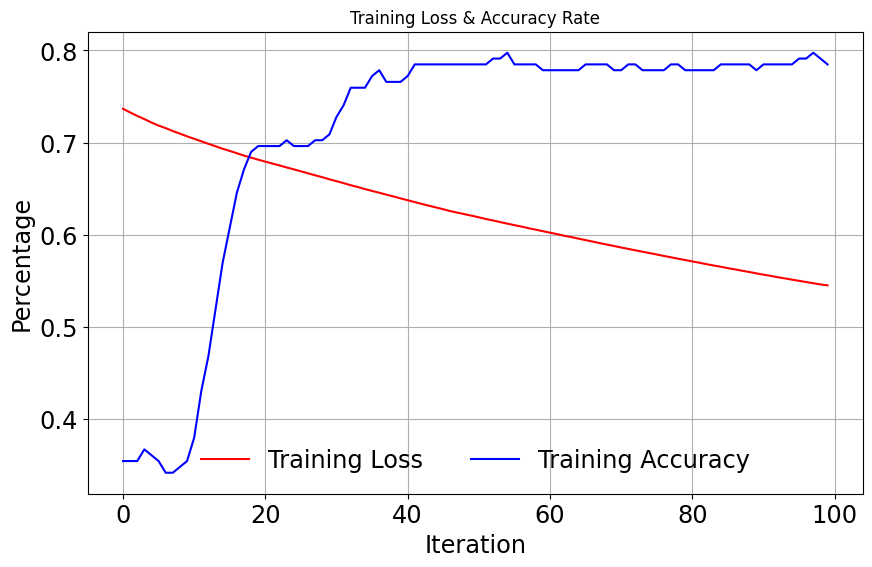 Training Loss & Accuracy Rate
Percentage
0.8
0.7
0.6
0.5
0.4
Training Loss
Training Accuracy
0 20 40 60 80 100
Iteration